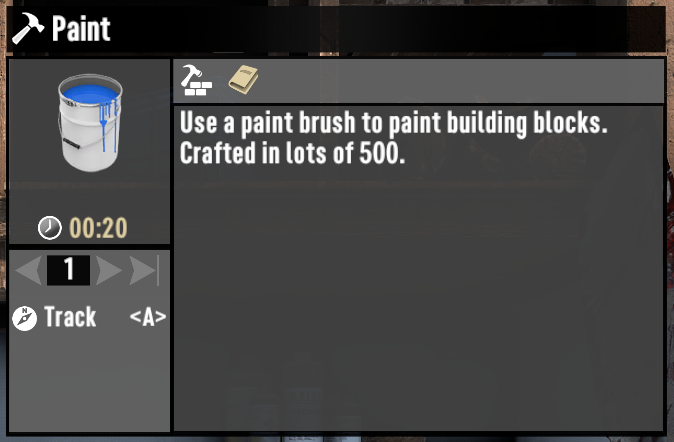 Paint
Use a paint brush to paint building blocks.
Crafted in lots of 500.
00:20
1
Track <A>